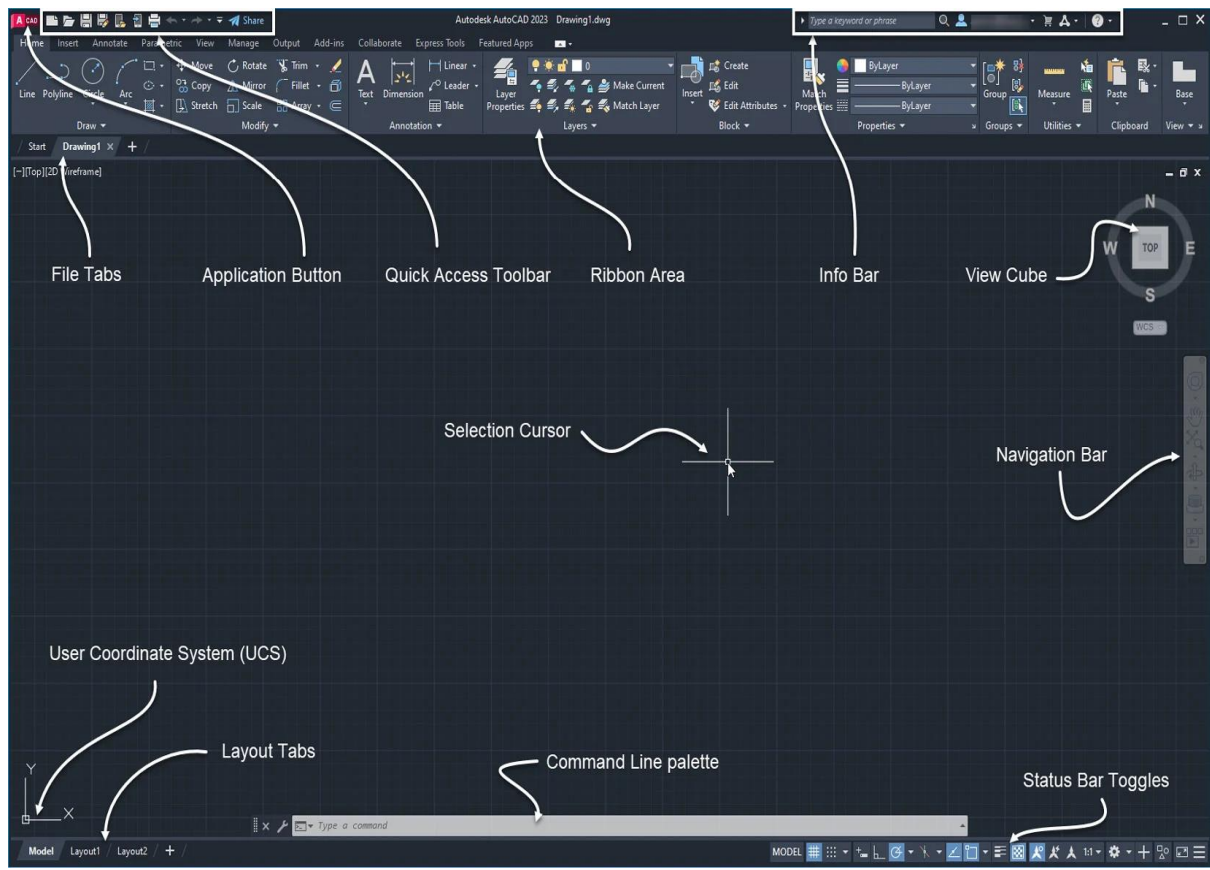 A CAD Share Autodesk AutoCAD 2023 Drawing1.dwg Type a keyword or phrase
Home Insert Annotate Parametric View Manage Output Add-ins Collaborate Express Tools Featured Apps
Line Polyline Circle Arc
Move Rotate Trim
Copy Mirror Fillet
Stretch Scale Array
Text Dimension
Linear
Leader
Table
Layer Properties
0
Make Current
Match Layer
Insert
Create
Edit
Edit Attributes
Match Properties
ByLayer
ByLayer
ByLayer
Group
Measure
Paste
Base
Draw Modify Annotation Layers Block Properties Groups Utilities Clipboard View
Start Drawing1 × +
[−][Top][2D Wireframe]
N
W TOP E
S
WCS
File Tabs Application Button Quick Access Toolbar Ribbon Area Info Bar View Cube
Selection Cursor
Navigation Bar
User Coordinate System (UCS)
Layout Tabs
Command Line palette
Status Bar Toggles
Y
X
Type a command
Model Layout1 Layout2 +
MODEL 1:1